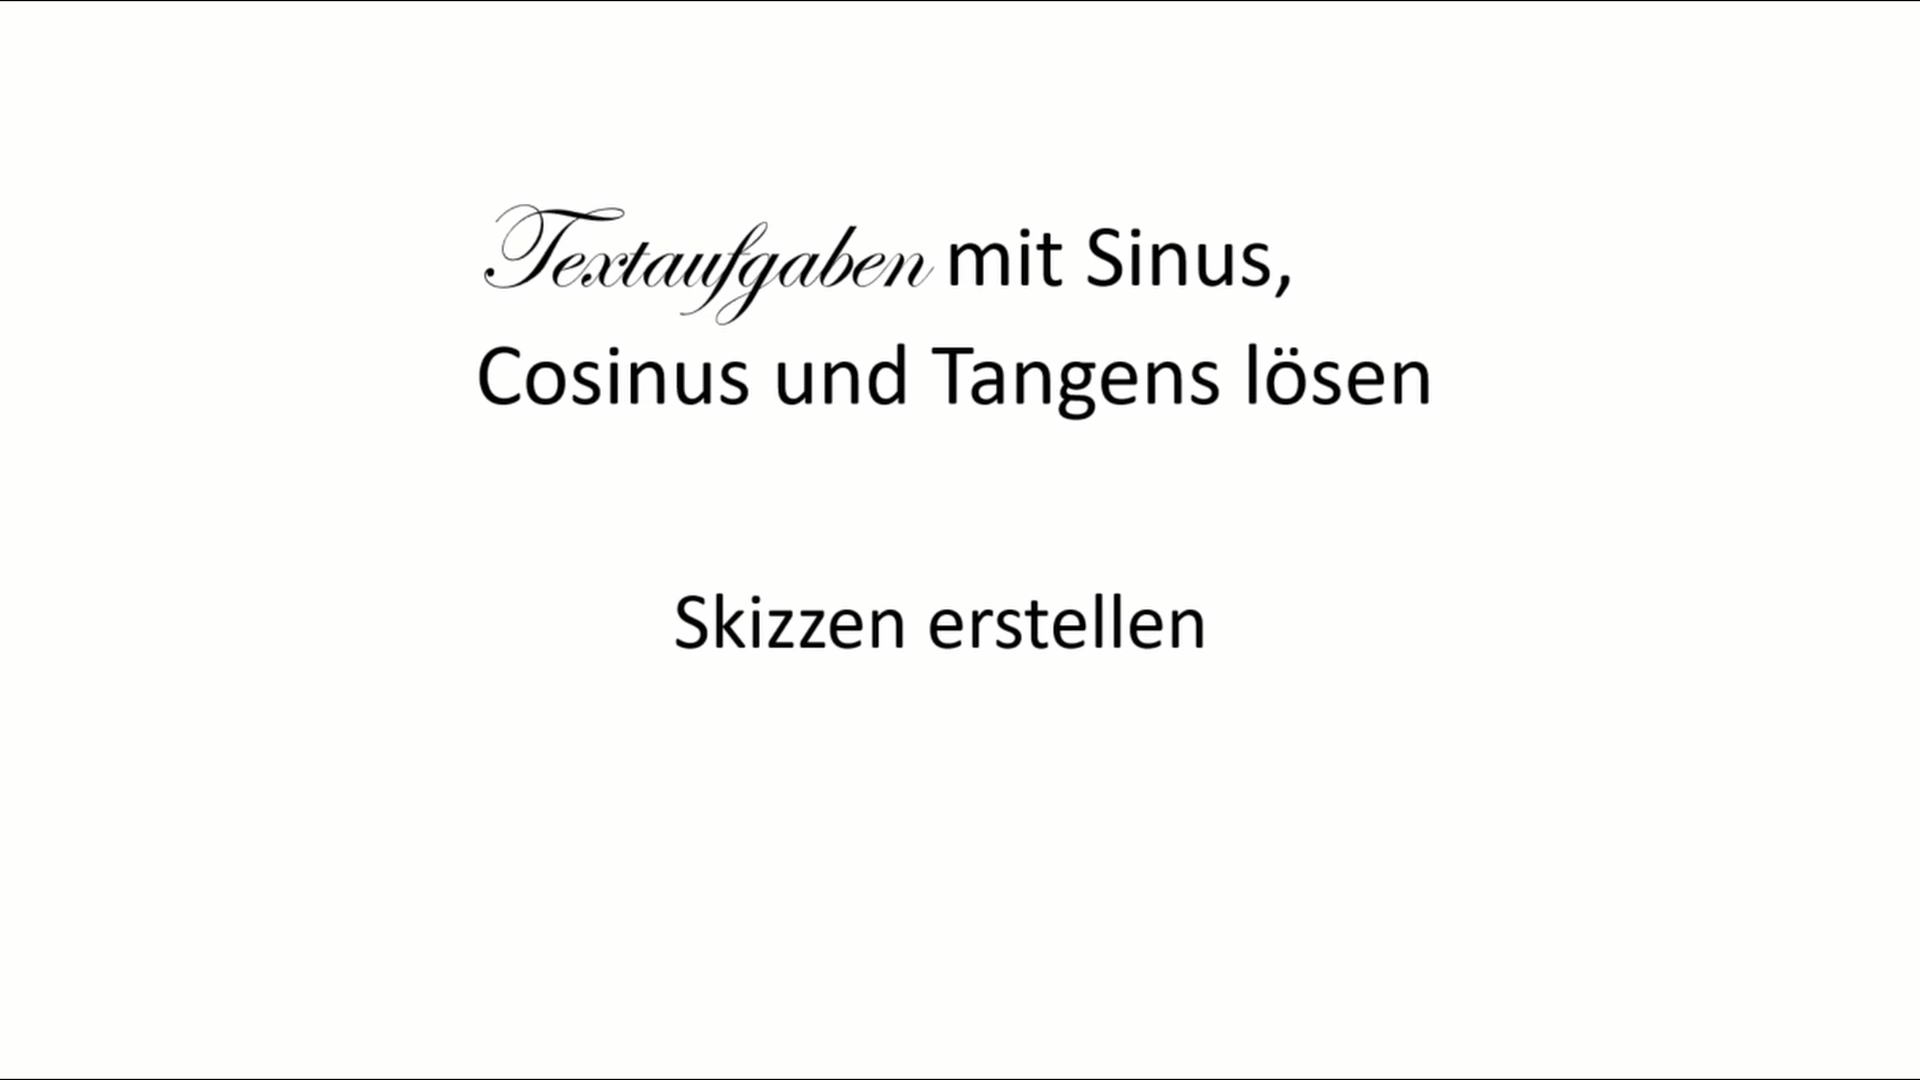 Textaufgaben mit Sinus,
Cosinus und Tangens lösen
Skizzen erstellen